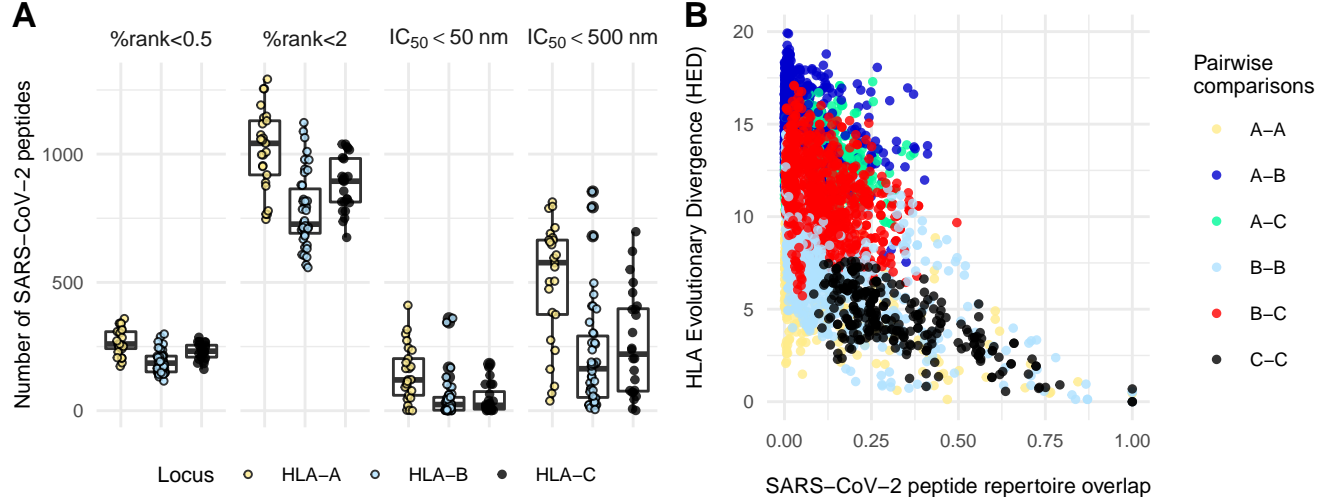 A
%rank<0.5
%rank<2
IC50 < 50 nm
IC50 < 500 nm
Number of SARS−CoV−2 peptides
1000
500
0
Locus
HLA−A
HLA−B
HLA−C
B
HLA Evolutionary Divergence (HED)
20
15
10
5
0
0.00
0.25
0.50
0.75
1.00
SARS−CoV−2 peptide repertoire overlap
Pairwise
comparisons
A−A
A−B
A−C
B−B
B−C
C−C